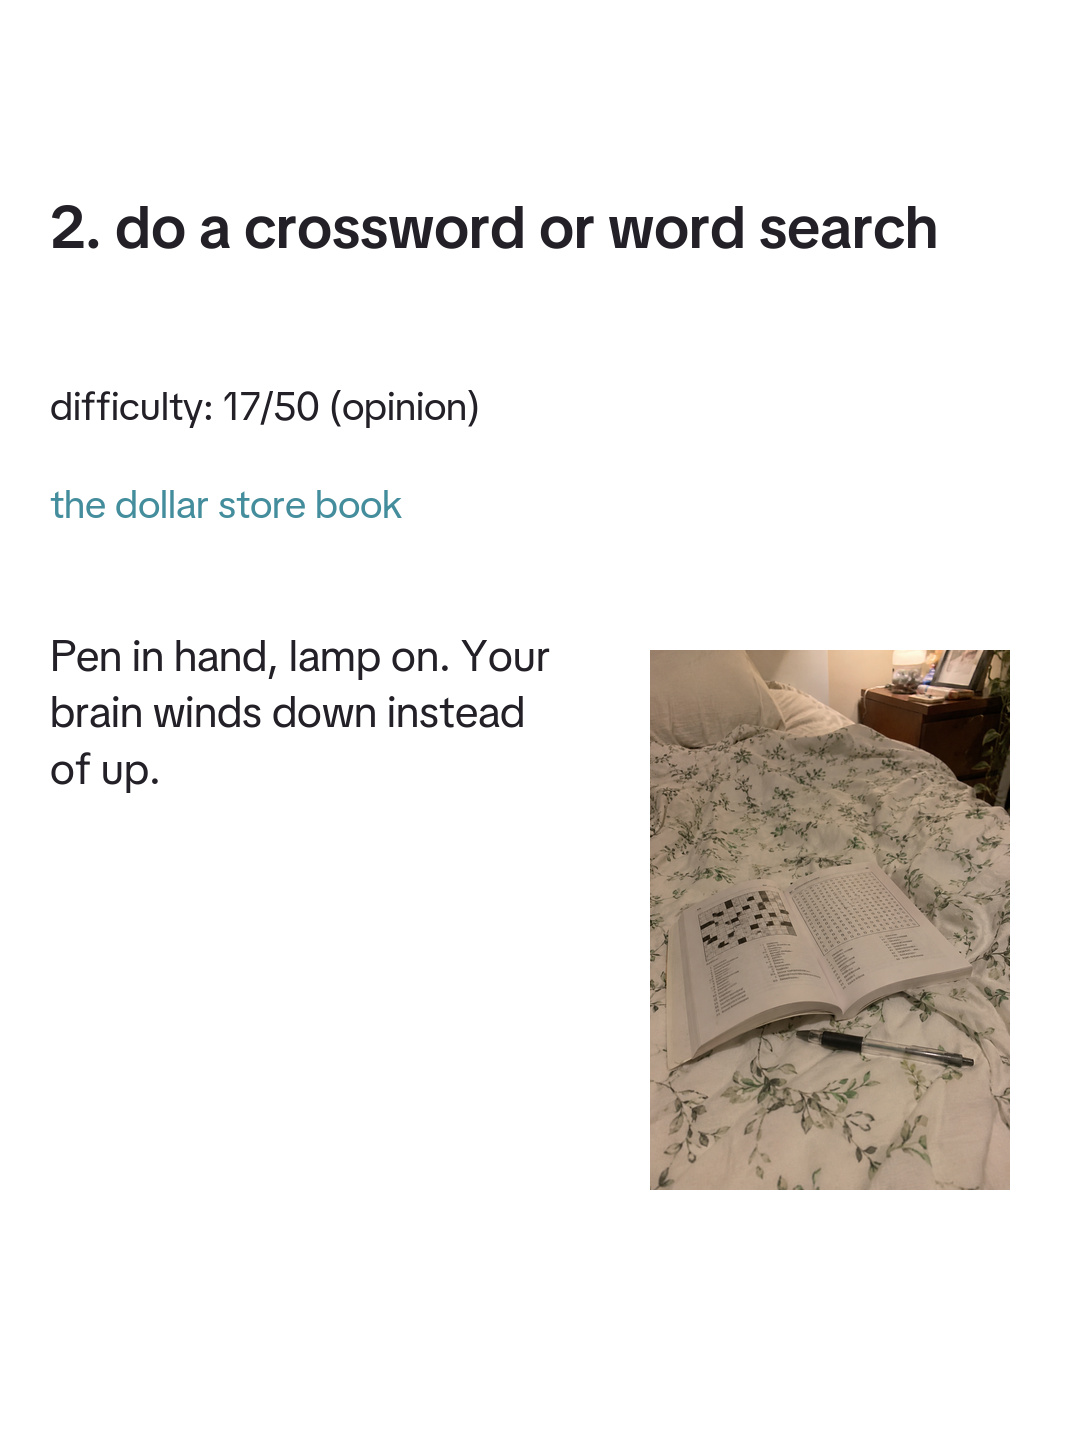 2. do a crossword or word search
difficulty: 17/50 (opinion)
the dollar store book
Pen in hand, lamp on. Your
brain winds down instead
of up.